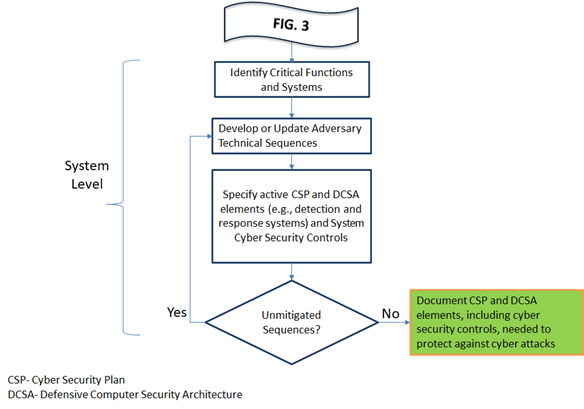 FIG. 3
Identify Critical Functions
and Systems
Develop or Update Adversary
Technical Sequences
System
Level
Specify active CSP and DCSA
elements (e.g., detection and
response systems) and System
Cyber Security Controls
Yes
Unmitigated
Sequences?
No
Document CSP and DCSA
elements, including cyber
security controls, needed to
protect against cyber attacks
CSP- Cyber Security Plan
DCSA- Defensive Computer Security Architecture